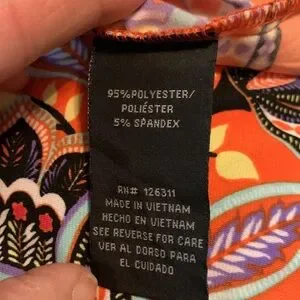 95% POLYESTER/
POLIÉSTER
5% SPANDEX
RN# 126311
MADE IN VIETNAM
HECHO EN VIETNAM
SEE REVERSE FOR CARE
VER AL DORSO PARA
EL CUIDADO